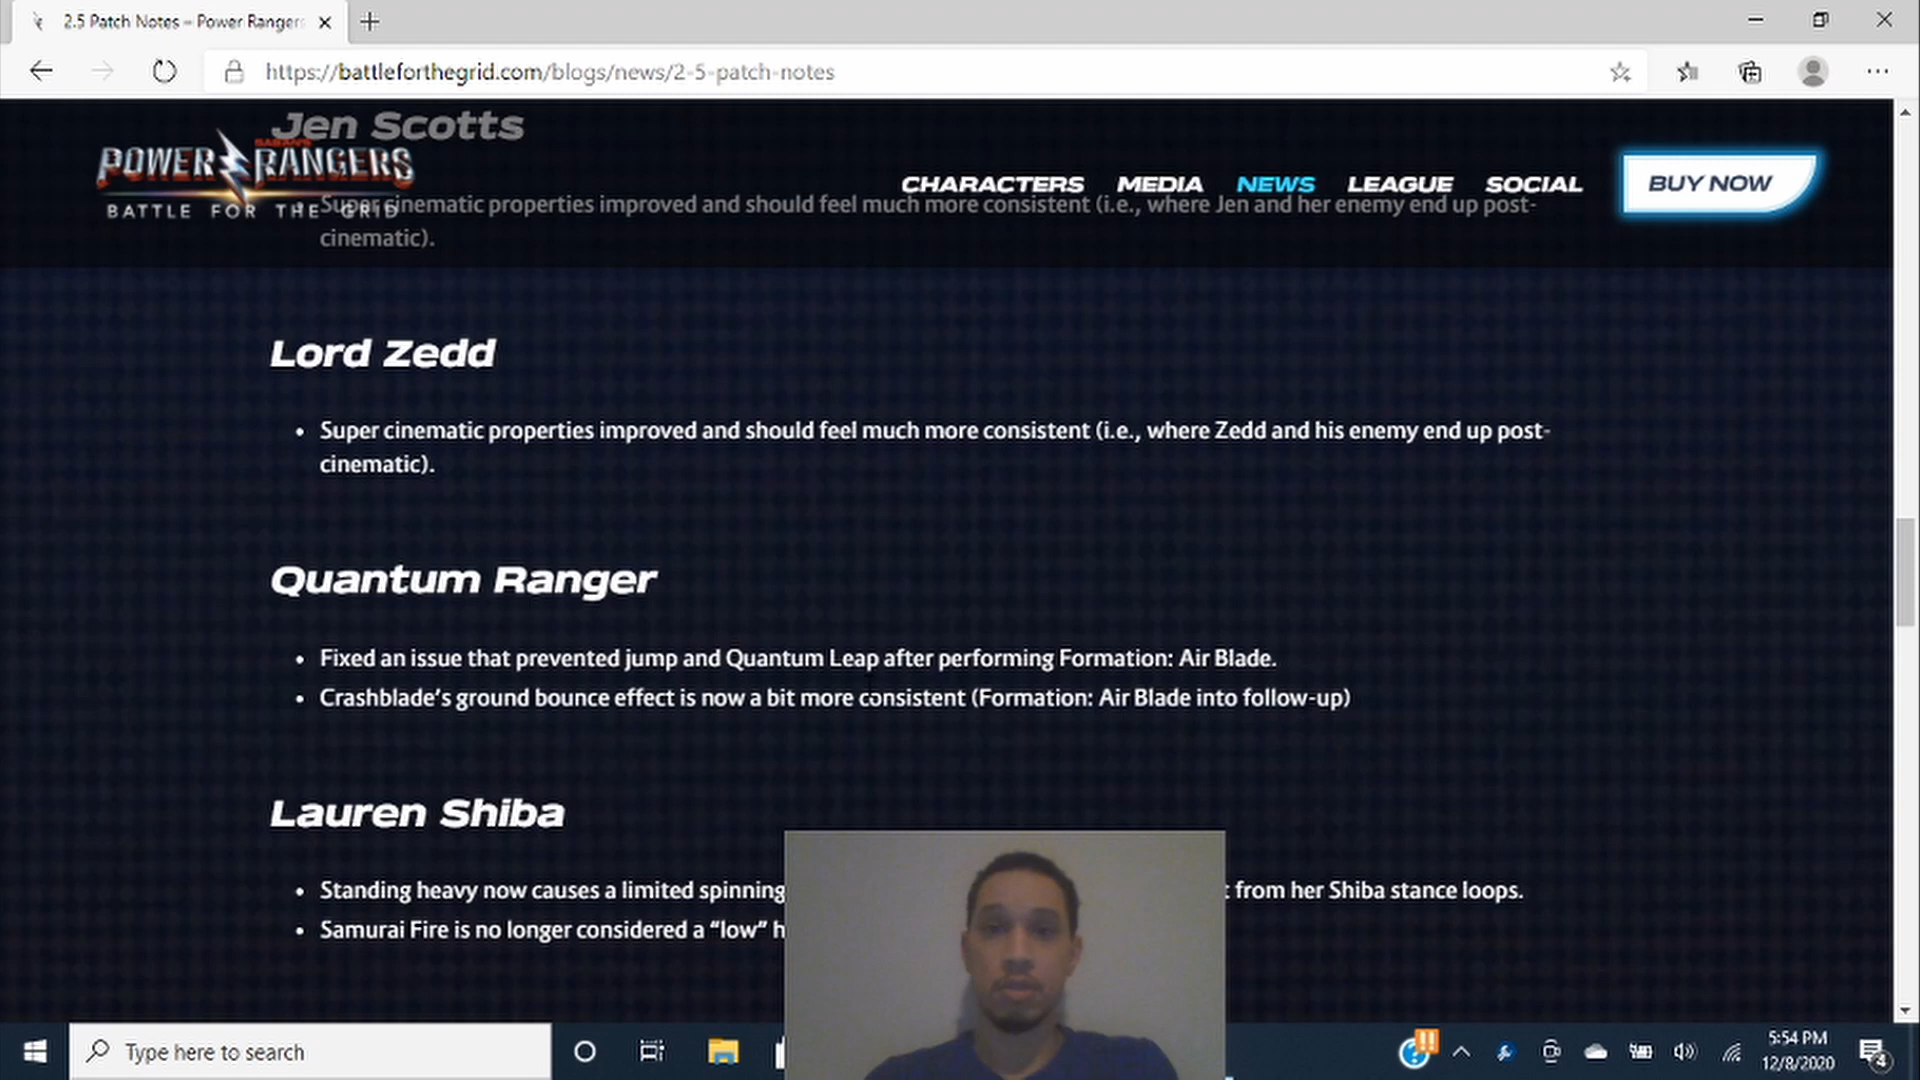 2.5 Patch Notes – Power Ranger
https://battleforthegrid.com/blogs/news/2-5-patch-notes
Jen Scotts
SABAN'S
POWER RANGERS
BATTLE FOR THE GRID
CHARACTERS MEDIA NEWS LEAGUE SOCIAL BUY NOW
Super cinematic properties improved and should feel much more consistent (i.e., where Jen and her enemy end up post-
cinematic).
Lord Zedd
• Super cinematic properties improved and should feel much more consistent (i.e., where Zedd and his enemy end up post-
cinematic).
Quantum Ranger
• Fixed an issue that prevented jump and Quantum Leap after performing Formation: Air Blade.
• Crashblade’s ground bounce effect is now a bit more consistent (Formation: Air Blade into follow-up)
Lauren Shiba
• Standing heavy now causes a limited spinning from her Shiba stance loops.
• Samurai Fire is no longer considered a “low” h
Type here to search
5:54 PM
12/8/2020
4